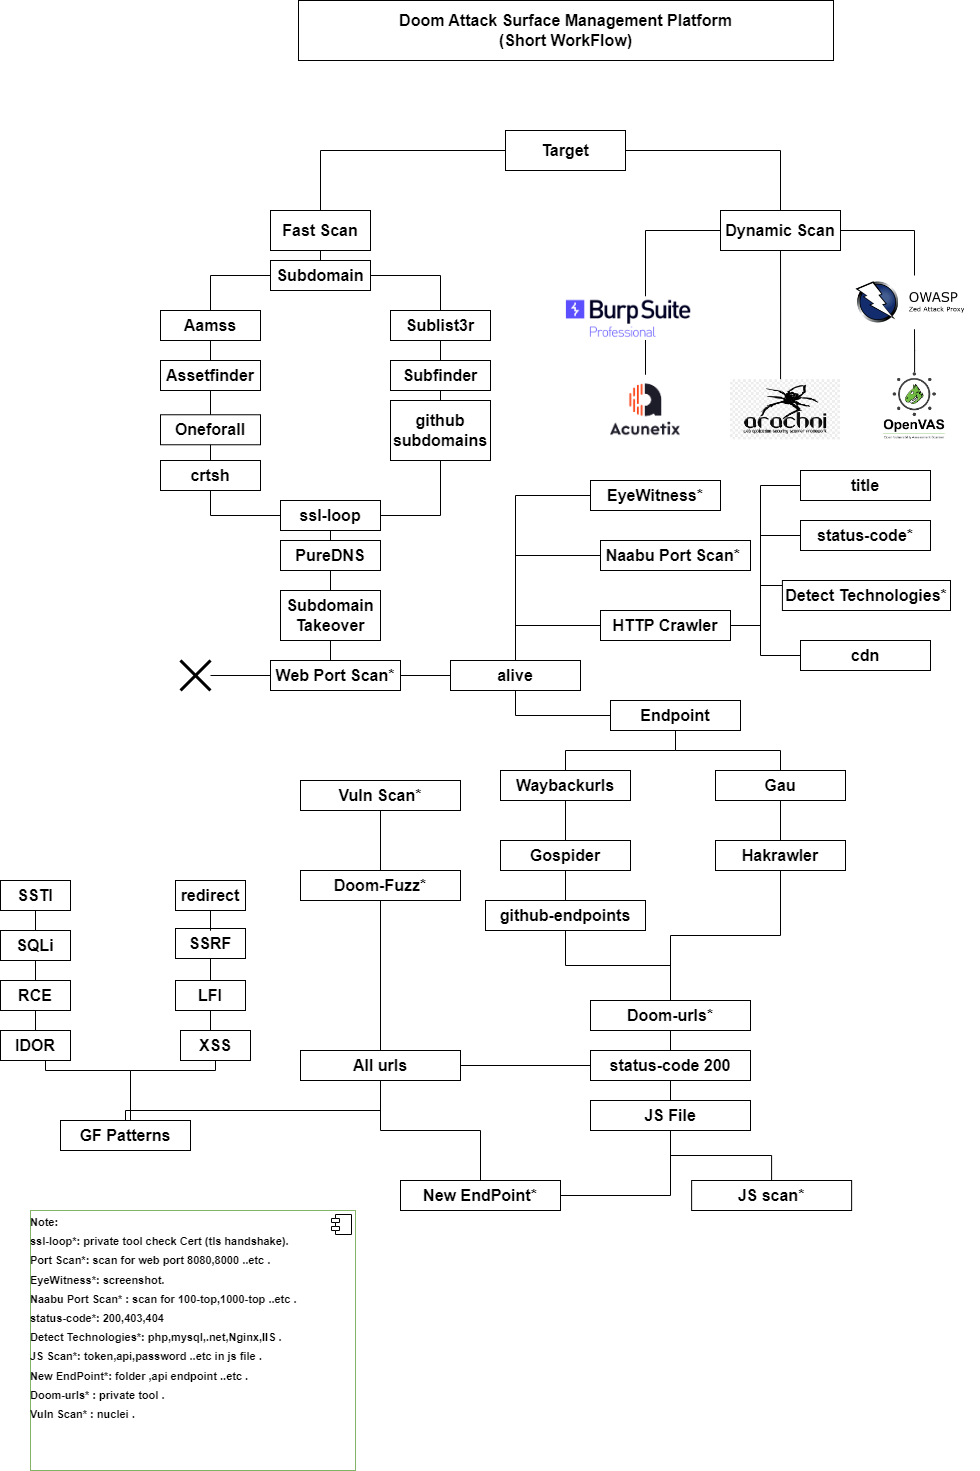 Doom Attack Surface Management Platform
(Short WorkFlow)
Target
Fast Scan
Dynamic Scan
Subdomain
Aamss
Sublist3r
BurpSuite
Professional
OWASP
Zed Attack Proxy
Assetfinder
Subfinder
Oneforall
github
subdomains
Acunetix
arachni
web application security scanner framework
OpenVAS
crtsh
ssl-loop
PureDNS
Subdomain
Takeover
Web Port Scan*
alive
EyeWitness*
Naabu Port Scan*
HTTP Crawler
title
status-code*
Detect Technologies*
cdn
Endpoint
Waybackurls
Gau
Vuln Scan*
Gospider
Hakrawler
Doom-Fuzz*
github-endpoints
SSTI
redirect
SQLi
SSRF
RCE
LFI
IDOR
XSS
Doom-urls*
All urls
status-code 200
JS File
GF Patterns
New EndPoint*
JS scan*
Note:
ssl-loop*: private tool check Cert (tls handshake).
Port Scan*: scan for web port 8080,8000 ..etc .
EyeWitness*: screenshot.
Naabu Port Scan* : scan for 100-top,1000-top ..etc .
status-code*: 200,403,404
Detect Technologies*: php,mysql,.net,Nginx,IIS .
JS Scan*: token,api,password ..etc in js file .
New EndPoint*: folder ,api endpoint ..etc .
Doom-urls* : private tool .
Vuln Scan* : nuclei .